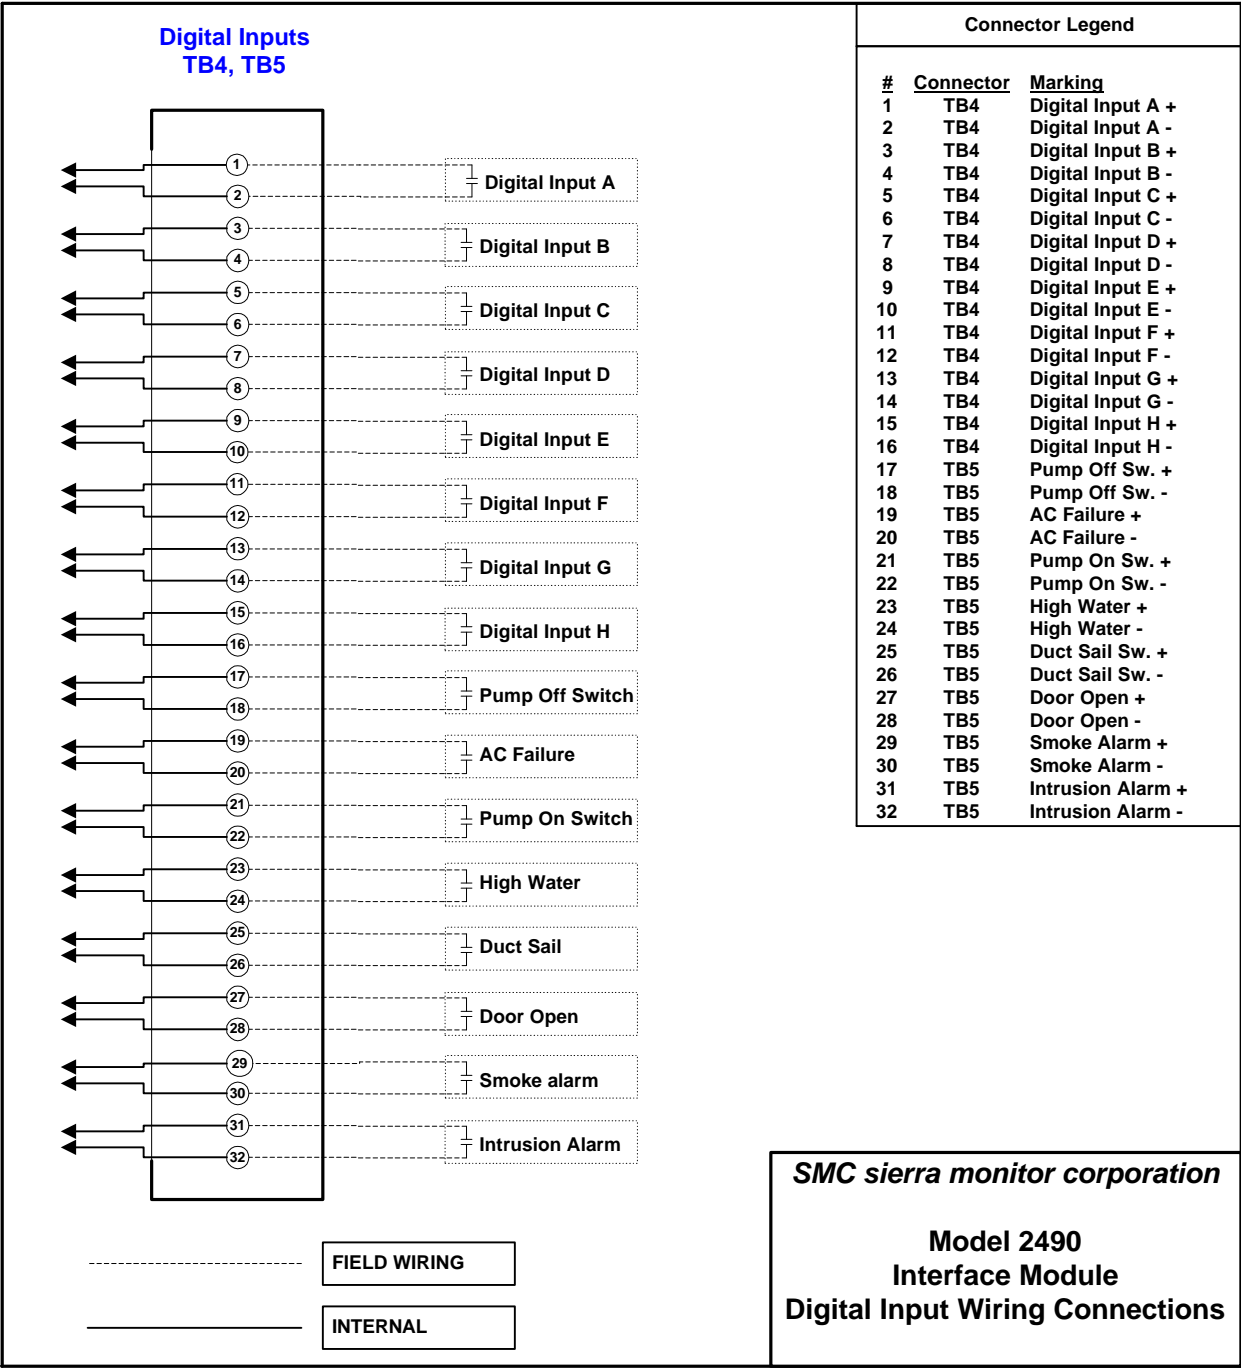 Digital Inputs
TB4, TB5
1
Digital Input A
2
3
Digital Input B
4
5
Digital Input C
6
7
Digital Input D
8
9
Digital Input E
10
11
Digital Input F
12
13
Digital Input G
14
15
Digital Input H
16
17
Pump Off Switch
18
19
AC Failure
20
21
Pump On Switch
22
23
High Water
24
25
Duct Sail
26
27
Door Open
28
29
Smoke alarm
30
31
Intrusion Alarm
32
FIELD WIRING
INTERNAL
Connector Legend
# Connector Marking
1 TB4 Digital Input A +
2 TB4 Digital Input A -
3 TB4 Digital Input B +
4 TB4 Digital Input B -
5 TB4 Digital Input C +
6 TB4 Digital Input C -
7 TB4 Digital Input D +
8 TB4 Digital Input D -
9 TB4 Digital Input E +
10 TB4 Digital Input E -
11 TB4 Digital Input F +
12 TB4 Digital Input F -
13 TB4 Digital Input G +
14 TB4 Digital Input G -
15 TB4 Digital Input H +
16 TB4 Digital Input H -
17 TB5 Pump Off Sw. +
18 TB5 Pump Off Sw. -
19 TB5 AC Failure +
20 TB5 AC Failure -
21 TB5 Pump On Sw. +
22 TB5 Pump On Sw. -
23 TB5 High Water +
24 TB5 High Water -
25 TB5 Duct Sail Sw. +
26 TB5 Duct Sail Sw. -
27 TB5 Door Open +
28 TB5 Door Open -
29 TB5 Smoke Alarm +
30 TB5 Smoke Alarm -
31 TB5 Intrusion Alarm +
32 TB5 Intrusion Alarm -
SMC sierra monitor corporation
Model 2490
Interface Module
Digital Input Wiring Connections